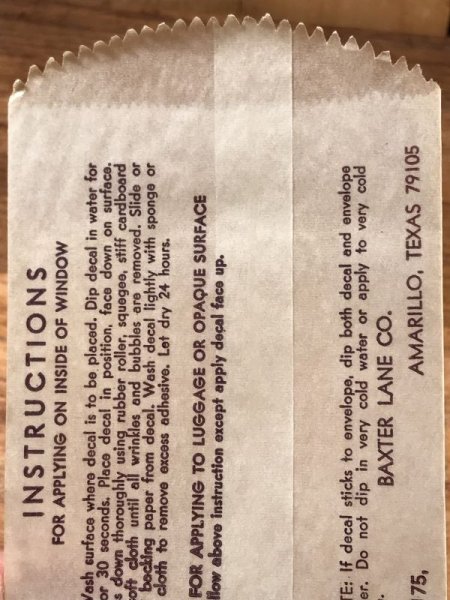 INSTRUCTIONS
FOR APPLYING ON INSIDE OF WINDOW
Wash surface where decal is to be placed. Dip decal in water for
or 30 seconds. Place decal in position, face down on surface.
s down thoroughly using rubber roller, squegee, stiff cardboard
soft cloth until all wrinkles and bubbles are removed. Slide or
backing paper from decal. Wash decal lightly with sponge or
cloth to remove excess adhesive. Let dry 24 hours.
FOR APPLYING TO LUGGAGE OR OPAQUE SURFACE
llow above instruction except apply decal face up.
TE: If decal sticks to envelope, dip both decal and envelope
er. Do not dip in very cold water or apply to very cold
BAXTER LANE CO.
175, AMARILLO, TEXAS 79105